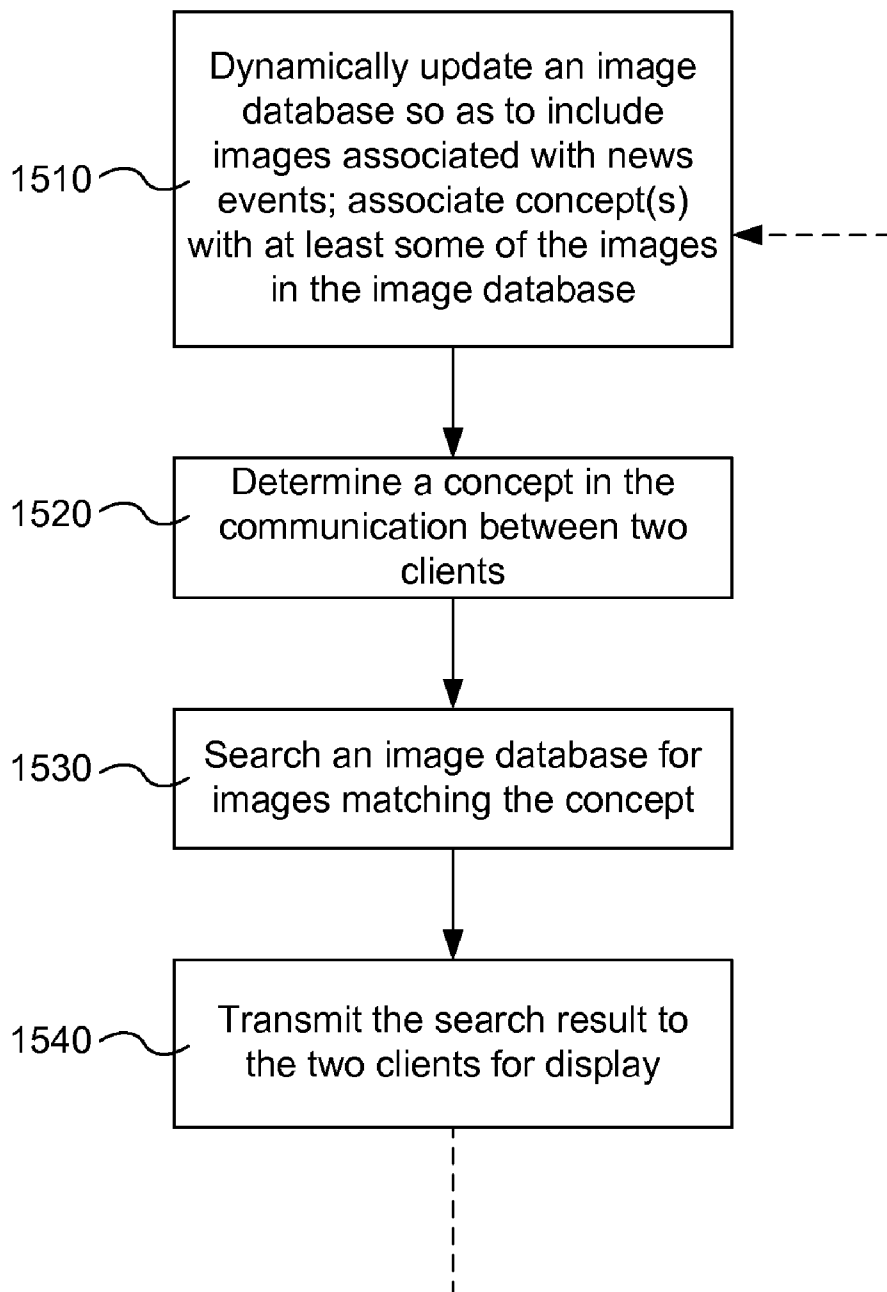 Dynamically update an image
database so as to include
images associated with news
1510
events; associate concept(s)
with at least some of the images
in the image database
Determine a concept in the
1520
communication between two
clients
1530
Search an image database for
images matching the concept
1540
Transmit the search result to
the two clients for display